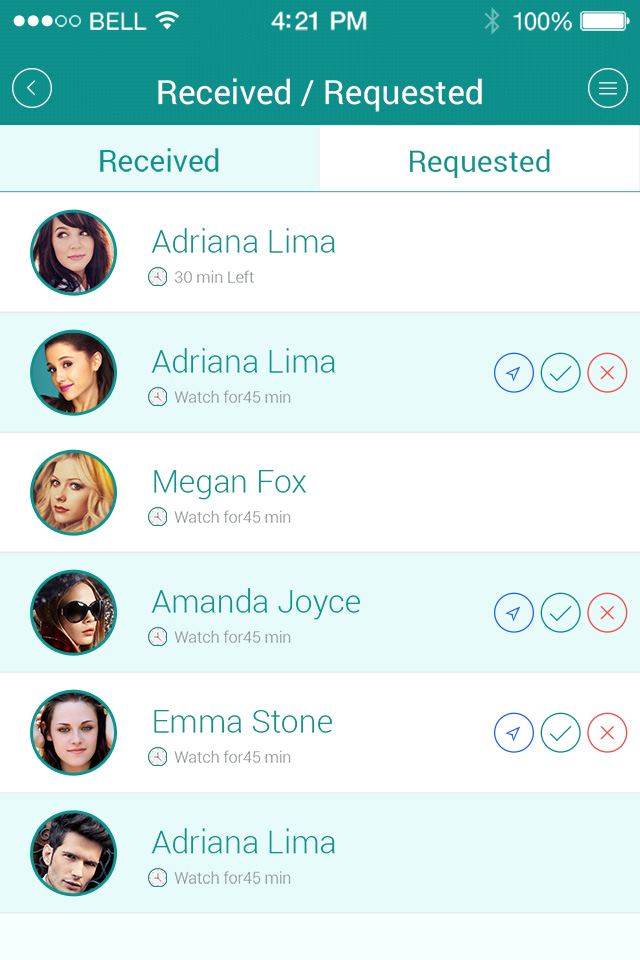 BELL 4:21 PM 100%
Received / Requested
Received Requested
Adriana Lima
30 min Left
Adriana Lima
Watch for45 min
Megan Fox
Watch for45 min
Amanda Joyce
Watch for45 min
Emma Stone
Watch for45 min
Adriana Lima
Watch for45 min